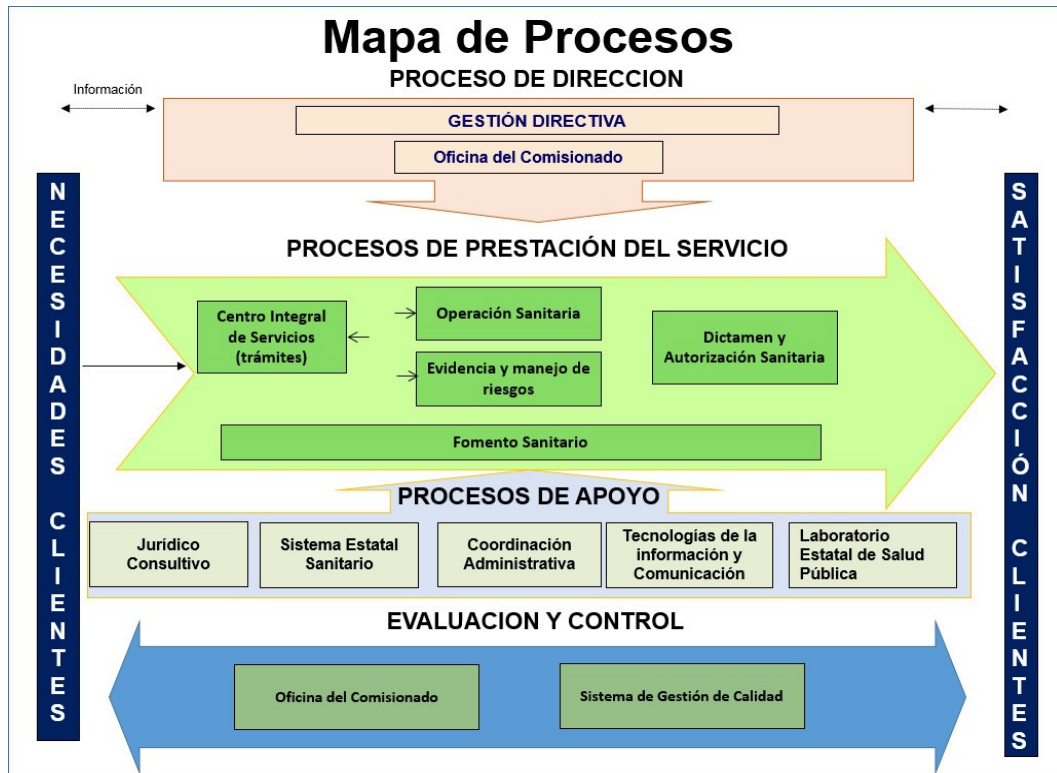 Mapa de Procesos
PROCESO DE DIRECCION
Información
GESTIÓN DIRECTIVA
Oficina del Comisionado
NECESIDADES CLIENTES
SATISFACCCIÓN CLIENTES
PROCESOS DE PRESTACIÓN DEL SERVICIO
Centro Integral
de Servicios
(trámites)
Operación Sanitaria
Evidencia y manejo de
riesgos
Dictamen y
Autorización Sanitaria
Fomento Sanitario
PROCESOS DE APOYO
Jurídico
Consultivo
Sistema Estatal
Sanitario
Coordinación
Administrativa
Tecnologías de la
información y
Comunicación
Laboratorio
Estatal de Salud
Pública
EVALUACION Y CONTROL
Oficina del Comisionado
Sistema de Gestión de Calidad